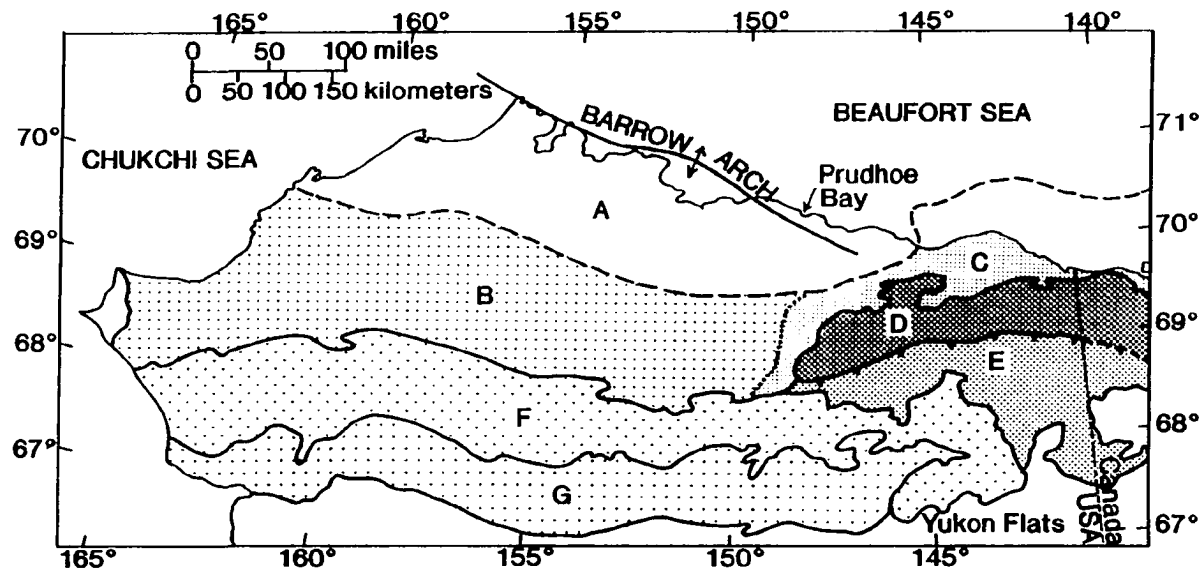 165° 160° 155° 150° 145° 140°
0 50 100 miles
0 50 100 150 kilometers
BEAUFORT SEA
71°
70°
CHUKCHI SEA
BARROW ARCH
Prudhoe
Bay
A
70°
69°
C
B
D
69°
68°
E
F
68°
67°
G
Yukon Flats
Canada
USA
67°
165° 160° 155° 150° 145° 140°